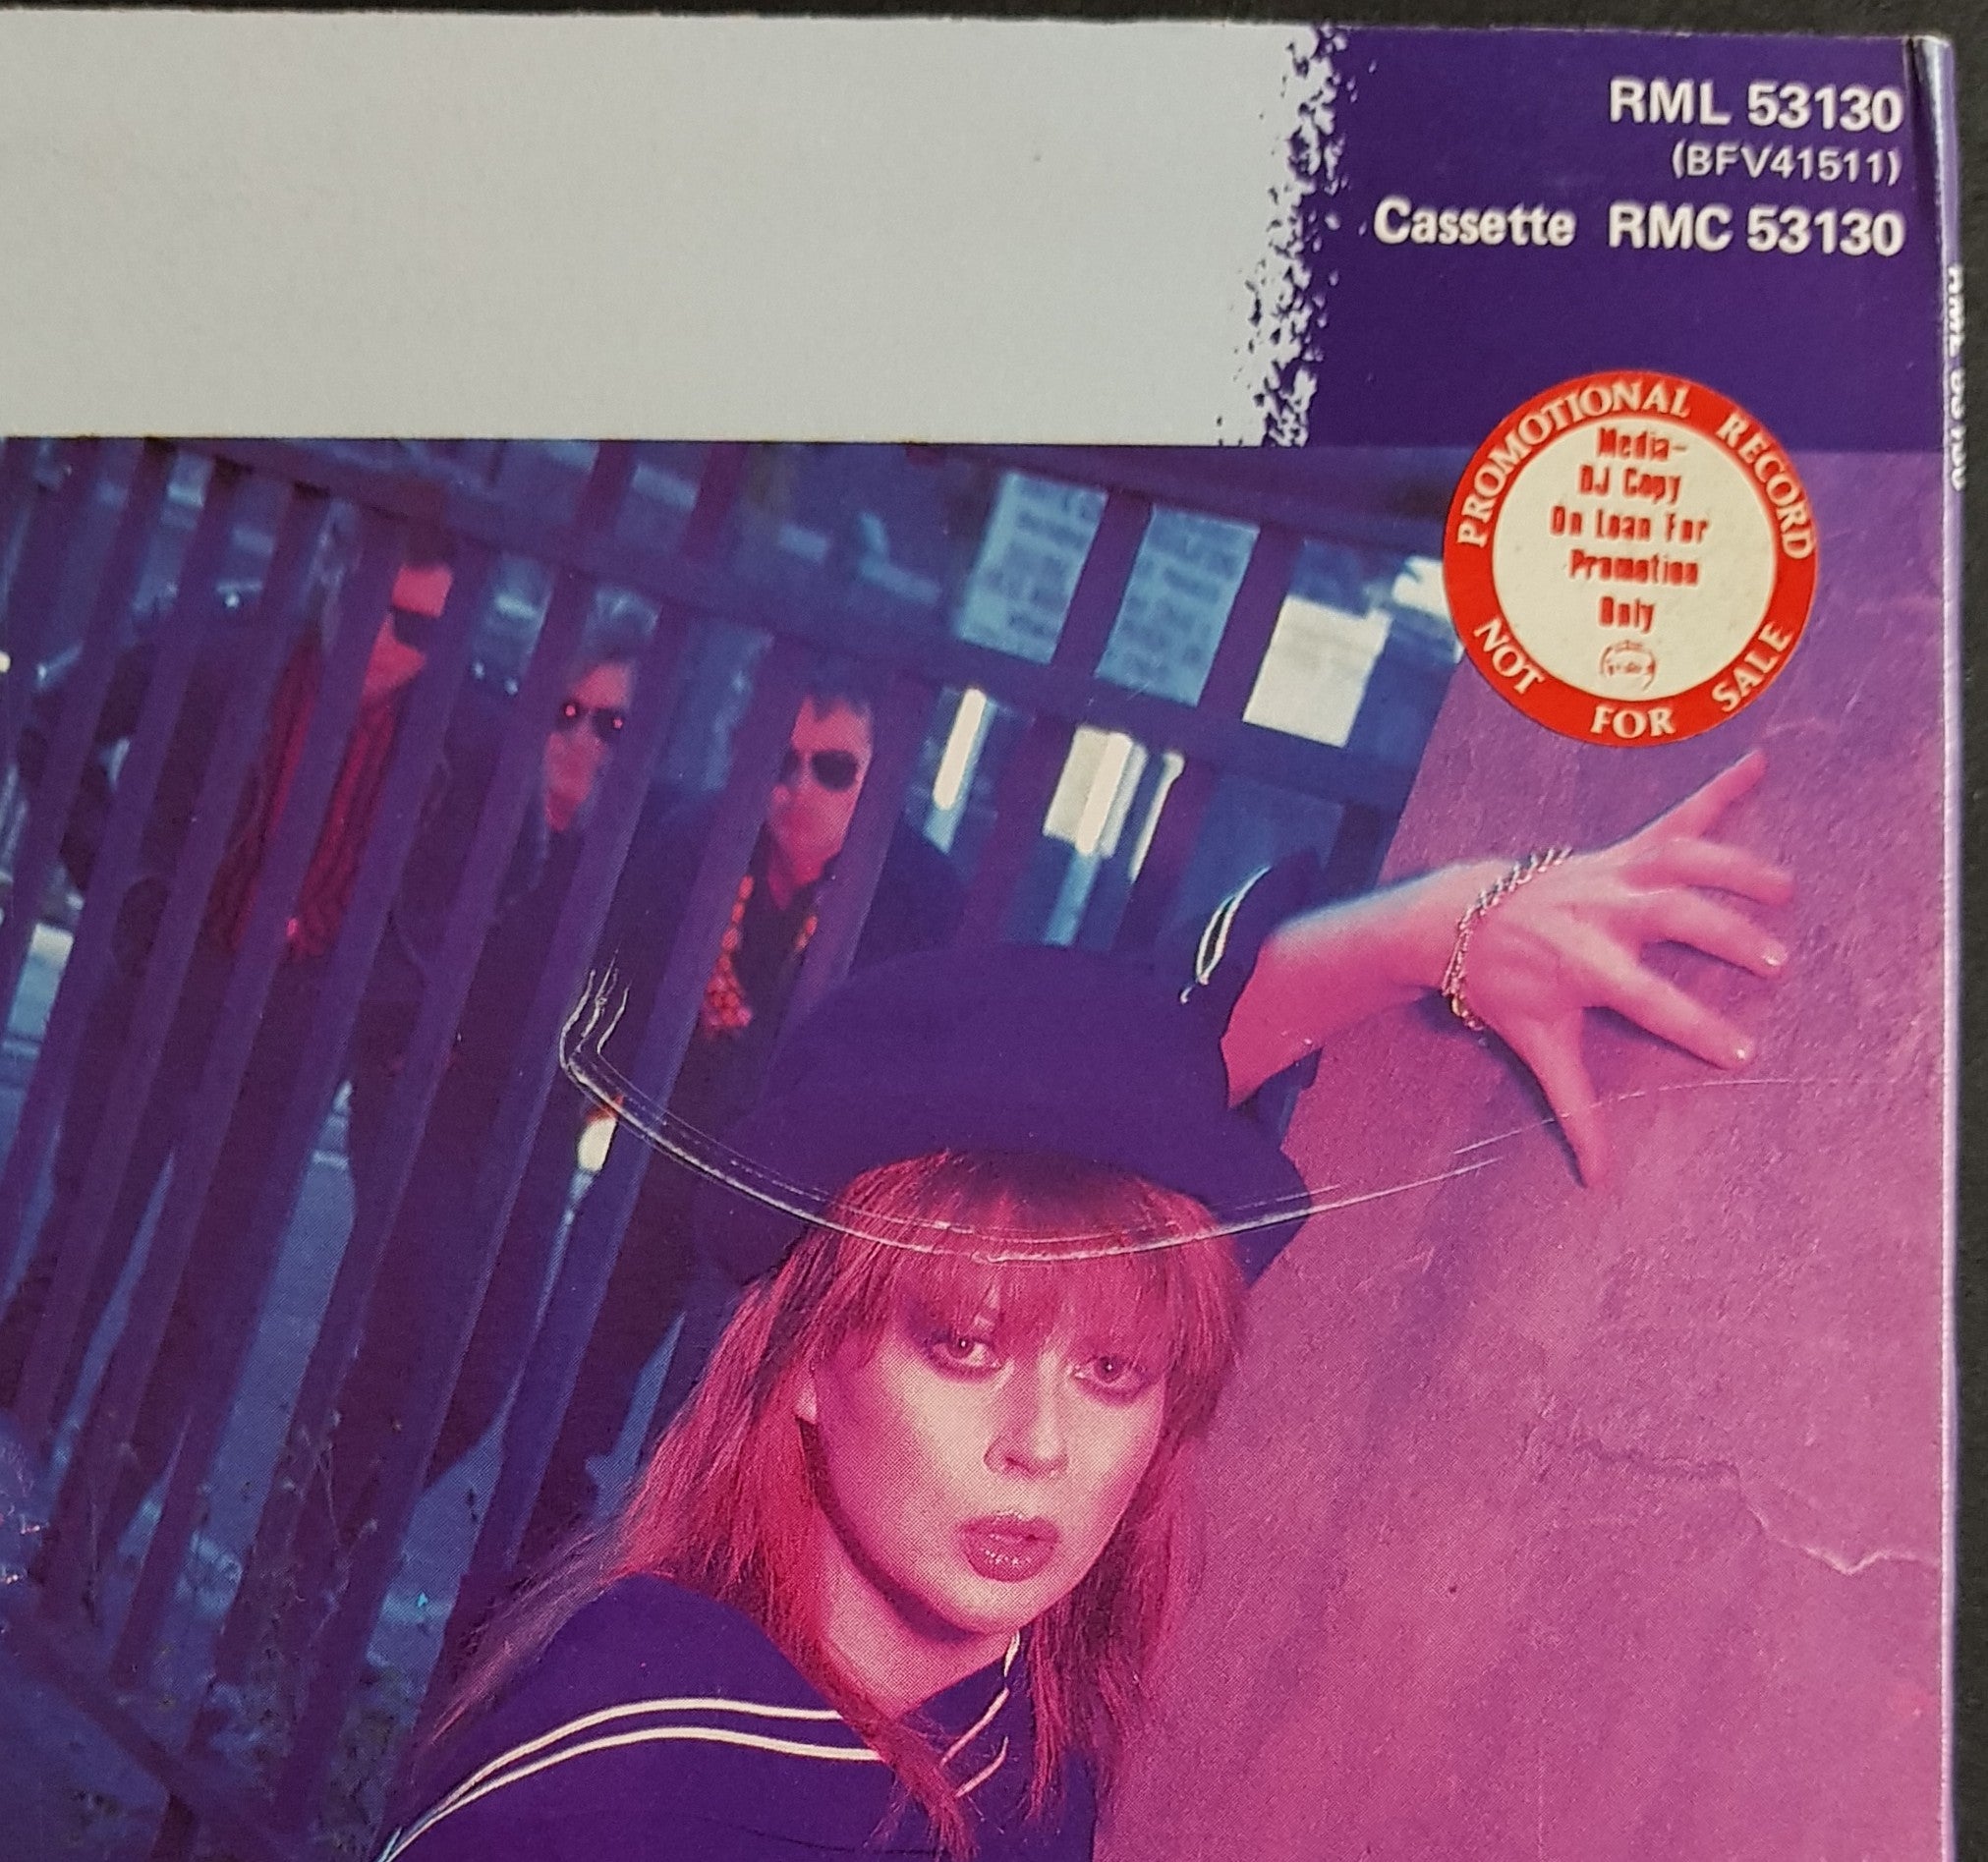 RML 53130
(BFV41511)
Cassette RMC 53130
PROMOTIONAL RECORD
Media-
DJ Copy
On Loan For
Promotion
Only
NOT FOR SALE